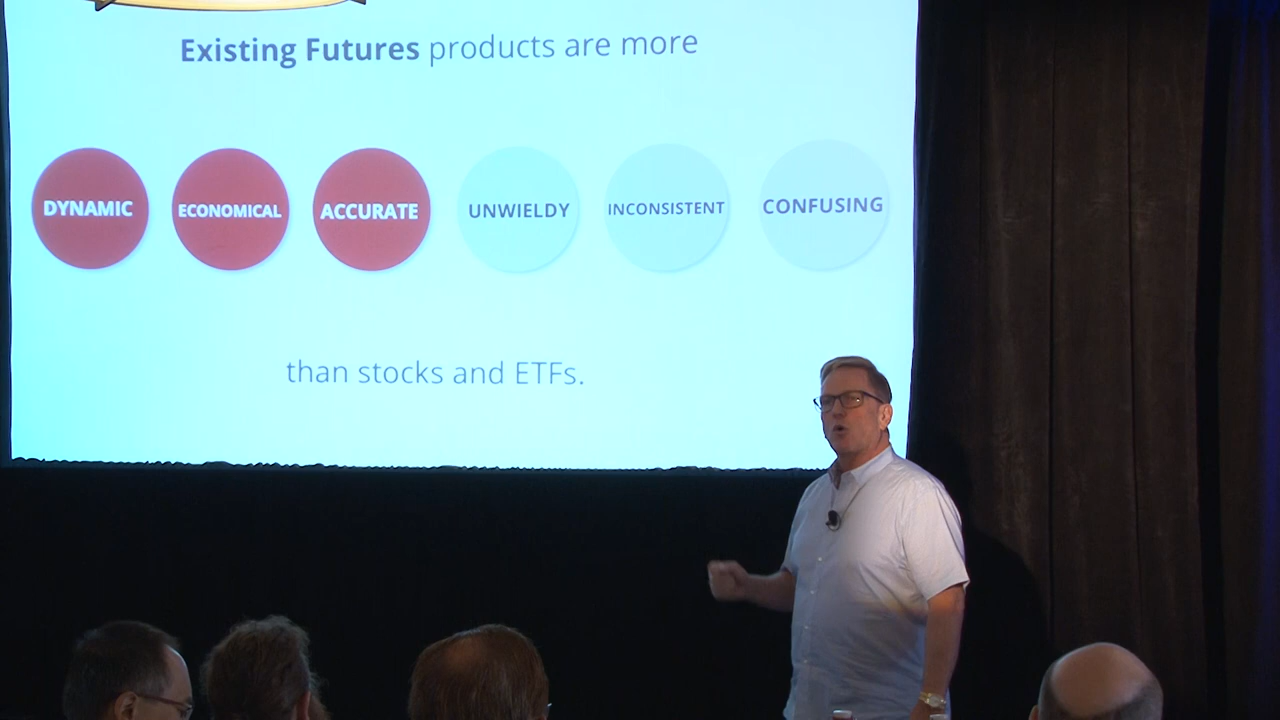 Existing Futures products are more
DYNAMIC
ECONOMICAL
ACCURATE
UNWIELDY
INCONSISTENT
CONFUSING
than stocks and ETFs.